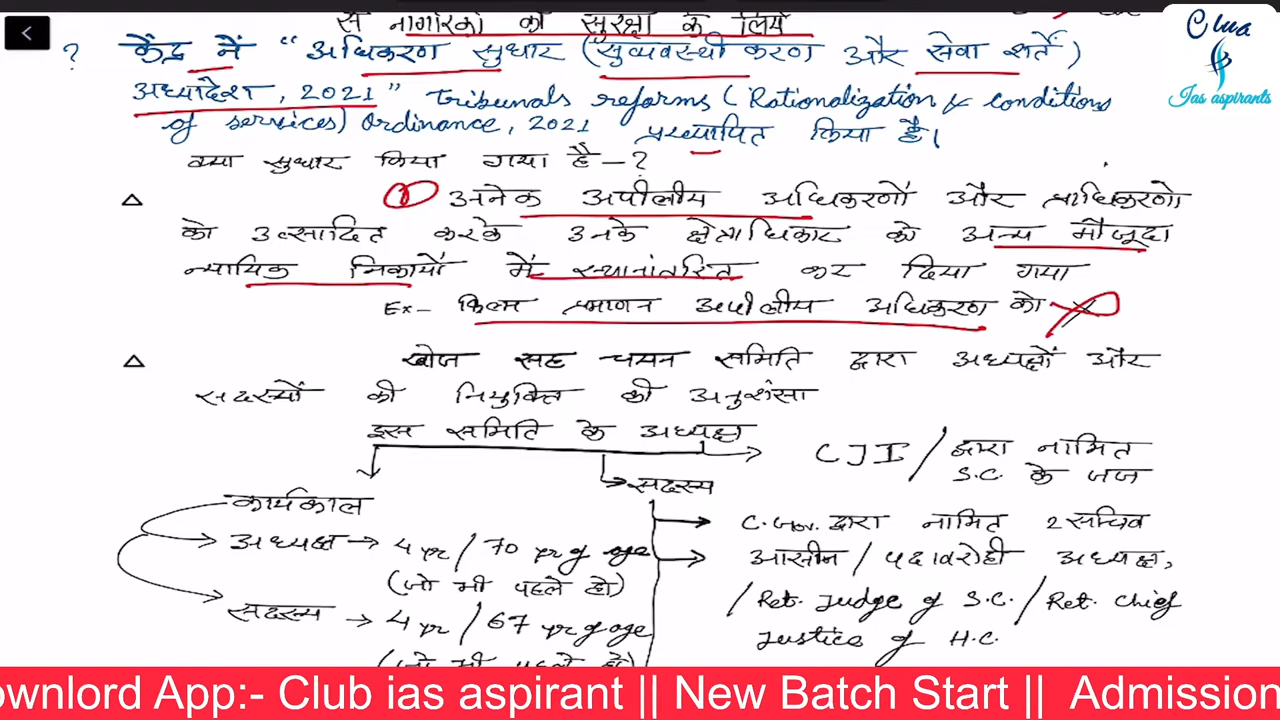 से नागरिकों की सुरक्षा के लिये
? केंद्र नें "अधिकरण सुधार (सुव्यवस्थीकरण और सेवा शर्तें)
अध्यादेश, 2021" Tribunals reforms (Rationalization & conditions
of services) Ordinance, 2021 प्रख्यापित किया है।
क्या सुधार किया गया है -?
① अनेक अपीलीय अधिकरणों और प्राधिकरणो
को उत्सादित करके उनके क्षेत्राधिकार को अन्य मौजूदा
न्यायिक निकायों में स्थानांतरित कर दिया गया
Ex- फिल्म प्रमाणन अपीलीय अधिकरण को
खोज सह चयन समिति द्वारा अध्यक्षों और
सदस्यों की नियुक्ति की अनुशंसा
इस समिति के अध्यक्ष
CJI / द्वारा नामित
S.C. के जज
सदस्य
कार्यकाल
C. Gov. द्वारा नामित 2 सचिव
अध्यक्ष → 4 yr / 70 yr of age
(जो भी पहले हो)
आसीन / पदावरोही अध्यक्ष,
/ Ret. Judge of S.C. / Ret. Chief
Justice of H.C.
सदस्य → 4 yr / 67 yr of age
(जो भी पहले हो)
Clua
Ias aspirants
ownlord App:- Club ias aspirant || New Batch Start || Admission